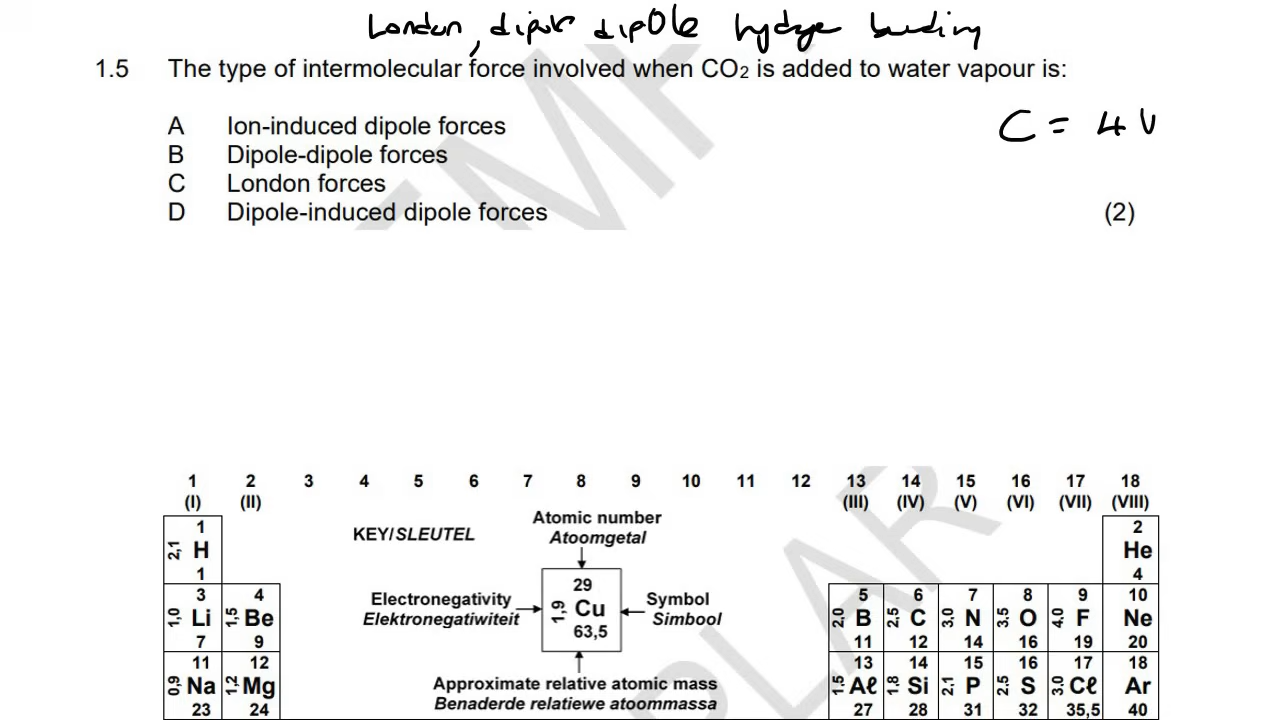 London, dipole dipole hydrogen bonding
1.5 The type of intermolecular force involved when CO2 is added to water vapour is:
C = 4 V
A Ion-induced dipole forces
B Dipole-dipole forces
C London forces
D Dipole-induced dipole forces (2)
1 2 3 4 5 6 7 8 9 10 11 12 13 14 15 16 17 18
(I) (II) (III) (IV) (V) (VI) (VII) (VIII)
KEY/SLEUTEL
Atomic number
Atoomgetal
Electronegativity
Elektronegatiwiteit
29
1,9 Cu
63,5
Symbol
Simbool
Approximate relative atomic mass
Benaderde relatiewe atoommassa
1 2
2,1 H He
1 4
3 4 5 6 7 8 9 10
1,0 Li 1,5 Be 2,0 B 2,5 C 3,0 N 3,5 O 4,0 F Ne
7 9 11 12 14 16 19 20
11 12 13 14 15 16 17 18
0,9 Na 1,2 Mg 1,5 Aℓ 1,8 Si 2,1 P 2,5 S 3,0 Cℓ Ar
23 24 27 28 31 32 35,5 40